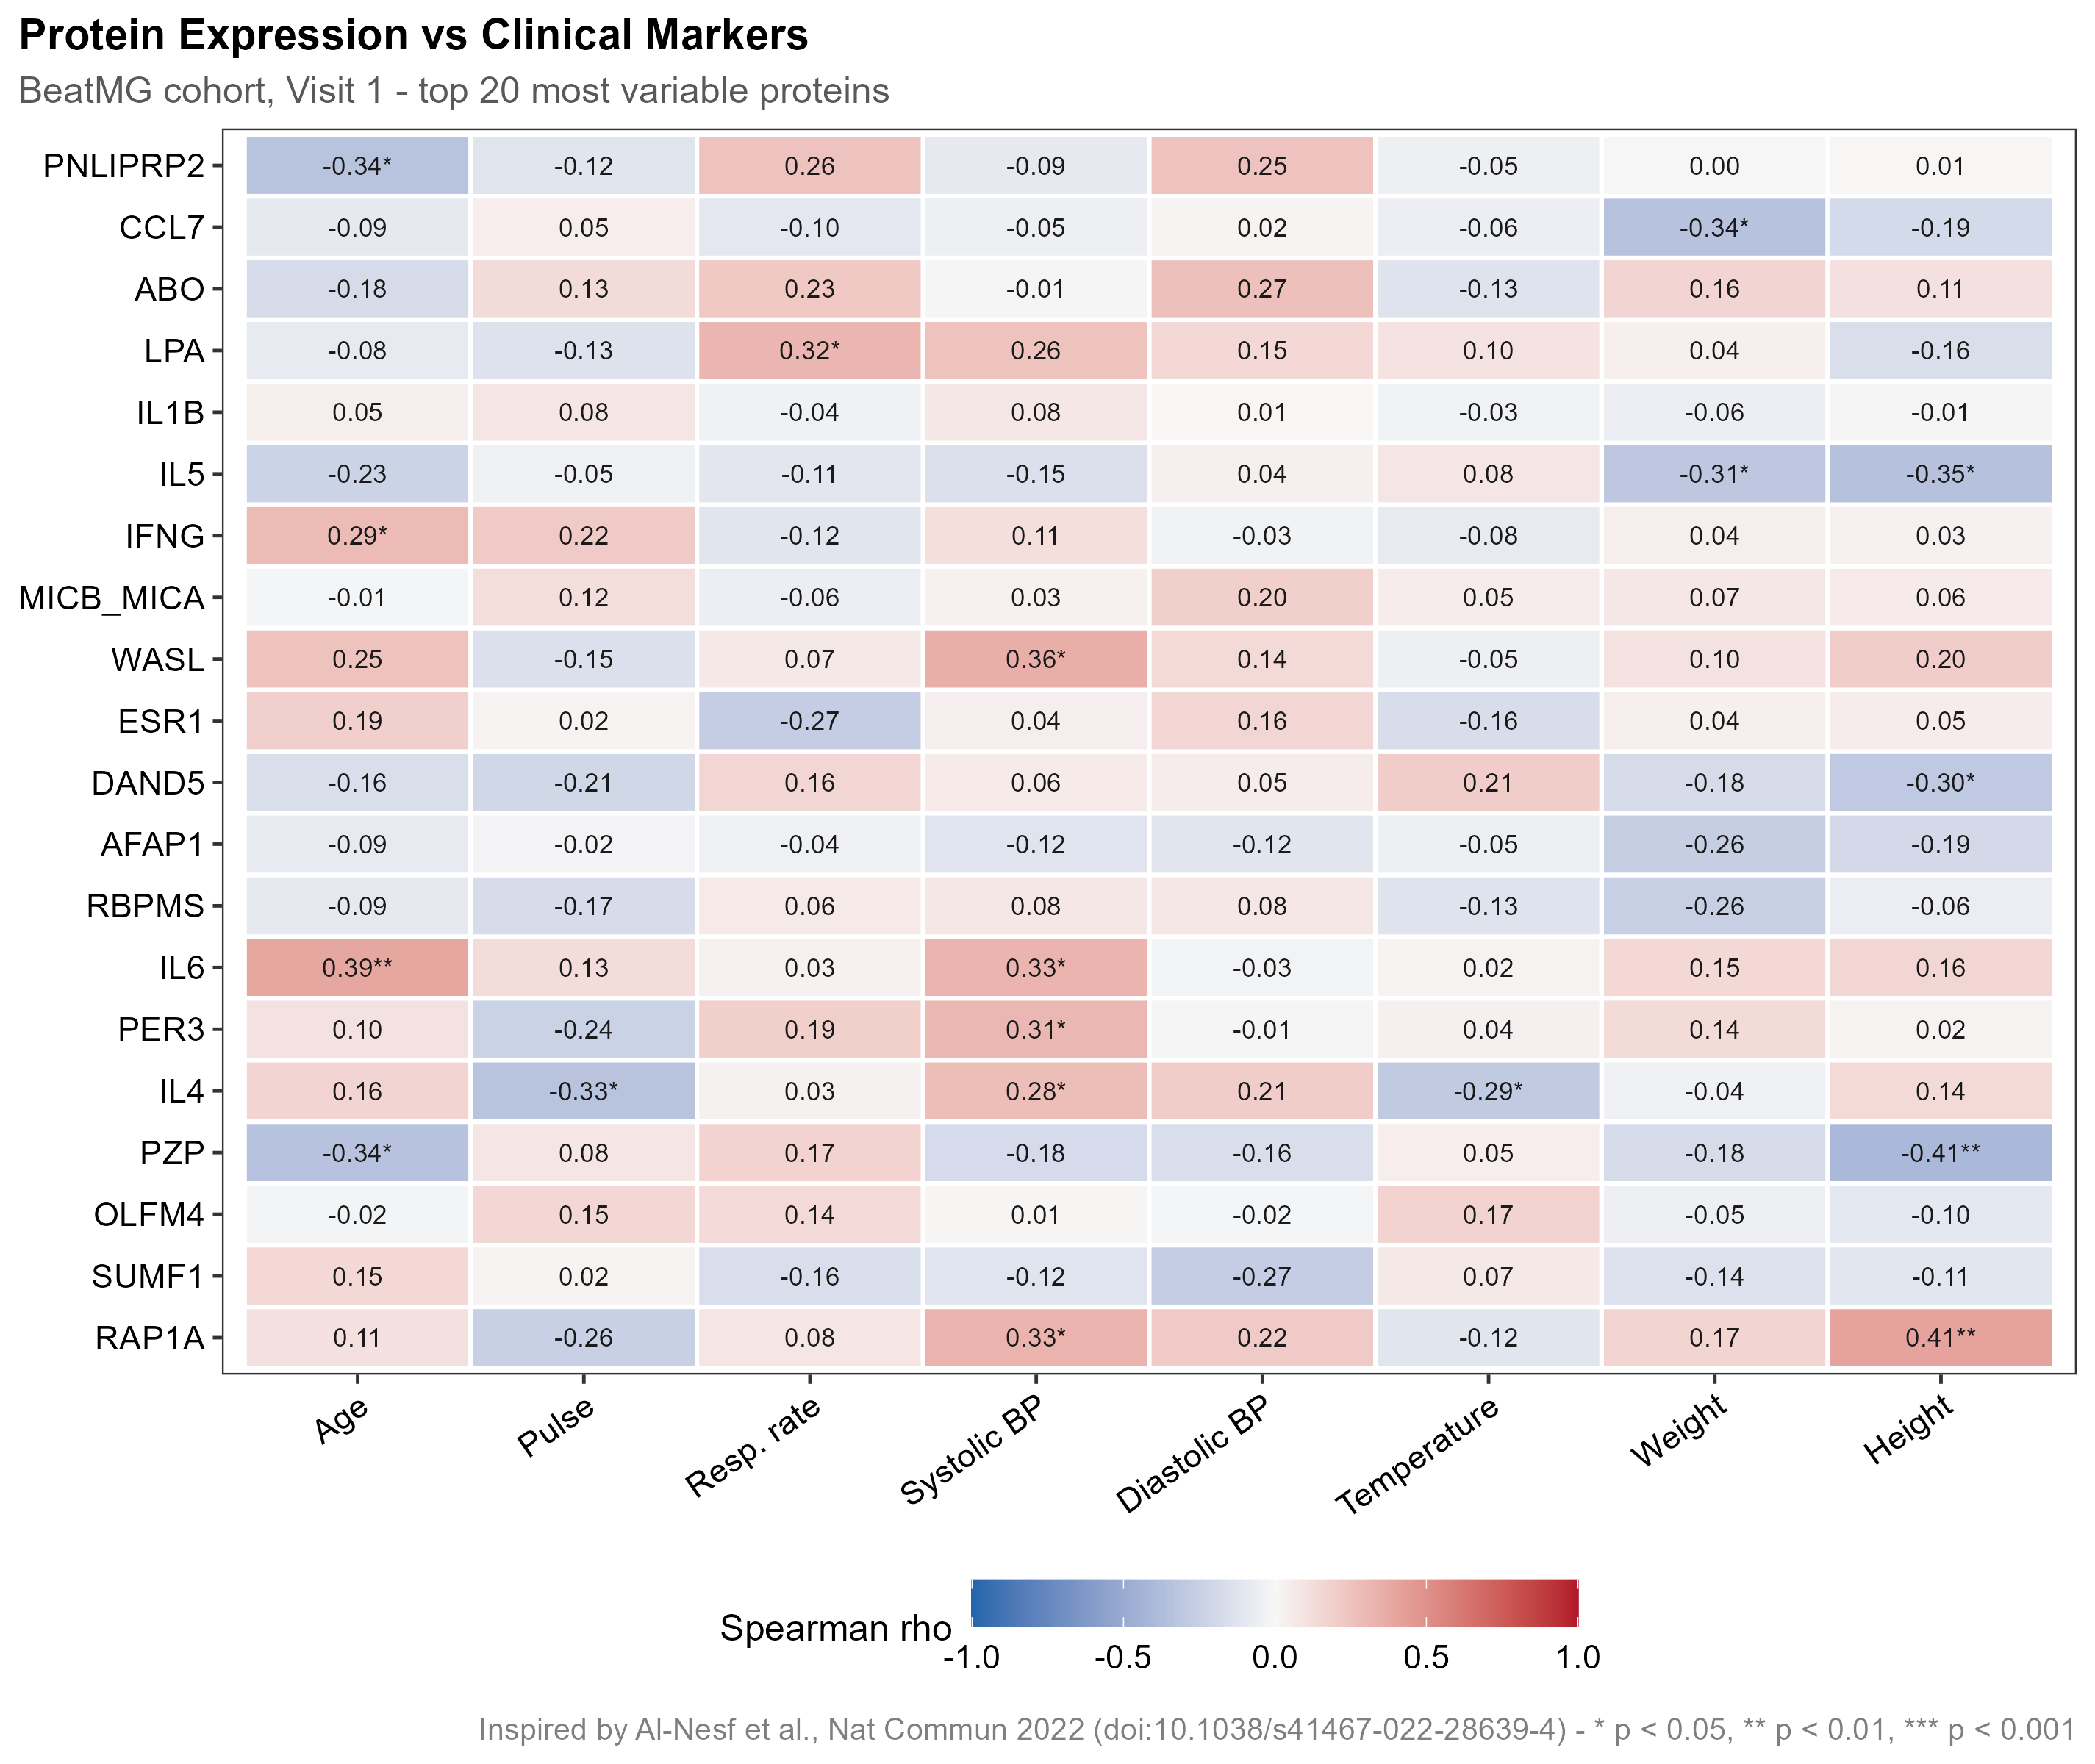 Protein Expression vs Clinical Markers
BeatMG cohort, Visit 1 - top 20 most variable proteins
PNLIPRP2 -0.34* -0.12 0.26 -0.09 0.25 -0.05 0.00 0.01
CCL7 -0.09 0.05 -0.10 -0.05 0.02 -0.06 -0.34* -0.19
ABO -0.18 0.13 0.23 -0.01 0.27 -0.13 0.16 0.11
LPA -0.08 -0.13 0.32* 0.26 0.15 0.10 0.04 -0.16
IL1B 0.05 0.08 -0.04 0.08 0.01 -0.03 -0.06 -0.01
IL5 -0.23 -0.05 -0.11 -0.15 0.04 0.08 -0.31* -0.35*
IFNG 0.29* 0.22 -0.12 0.11 -0.03 -0.08 0.04 0.03
MICB_MICA -0.01 0.12 -0.06 0.03 0.20 0.05 0.07 0.06
WASL 0.25 -0.15 0.07 0.36* 0.14 -0.05 0.10 0.20
ESR1 0.19 0.02 -0.27 0.04 0.16 -0.16 0.04 0.05
DAND5 -0.16 -0.21 0.16 0.06 0.05 0.21 -0.18 -0.30*
AFAP1 -0.09 -0.02 -0.04 -0.12 -0.12 -0.05 -0.26 -0.19
RBPMS -0.09 -0.17 0.06 0.08 0.08 -0.13 -0.26 -0.06
IL6 0.39** 0.13 0.03 0.33* -0.03 0.02 0.15 0.16
PER3 0.10 -0.24 0.19 0.31* -0.01 0.04 0.14 0.02
IL4 0.16 -0.33* 0.03 0.28* 0.21 -0.29* -0.04 0.14
PZP -0.34* 0.08 0.17 -0.18 -0.16 0.05 -0.18 -0.41**
OLFM4 -0.02 0.15 0.14 0.01 -0.02 0.17 -0.05 -0.10
SUMF1 0.15 0.02 -0.16 -0.12 -0.27 0.07 -0.14 -0.11
RAP1A 0.11 -0.26 0.08 0.33* 0.22 -0.12 0.17 0.41**
Age Pulse Resp. rate Systolic BP Diastolic BP Temperature Weight Height
Spearman rho
-1.0 -0.5 0.0 0.5 1.0
Inspired by Al-Nesf et al., Nat Commun 2022 (doi:10.1038/s41467-022-28639-4) - * p < 0.05, ** p < 0.01, *** p < 0.001